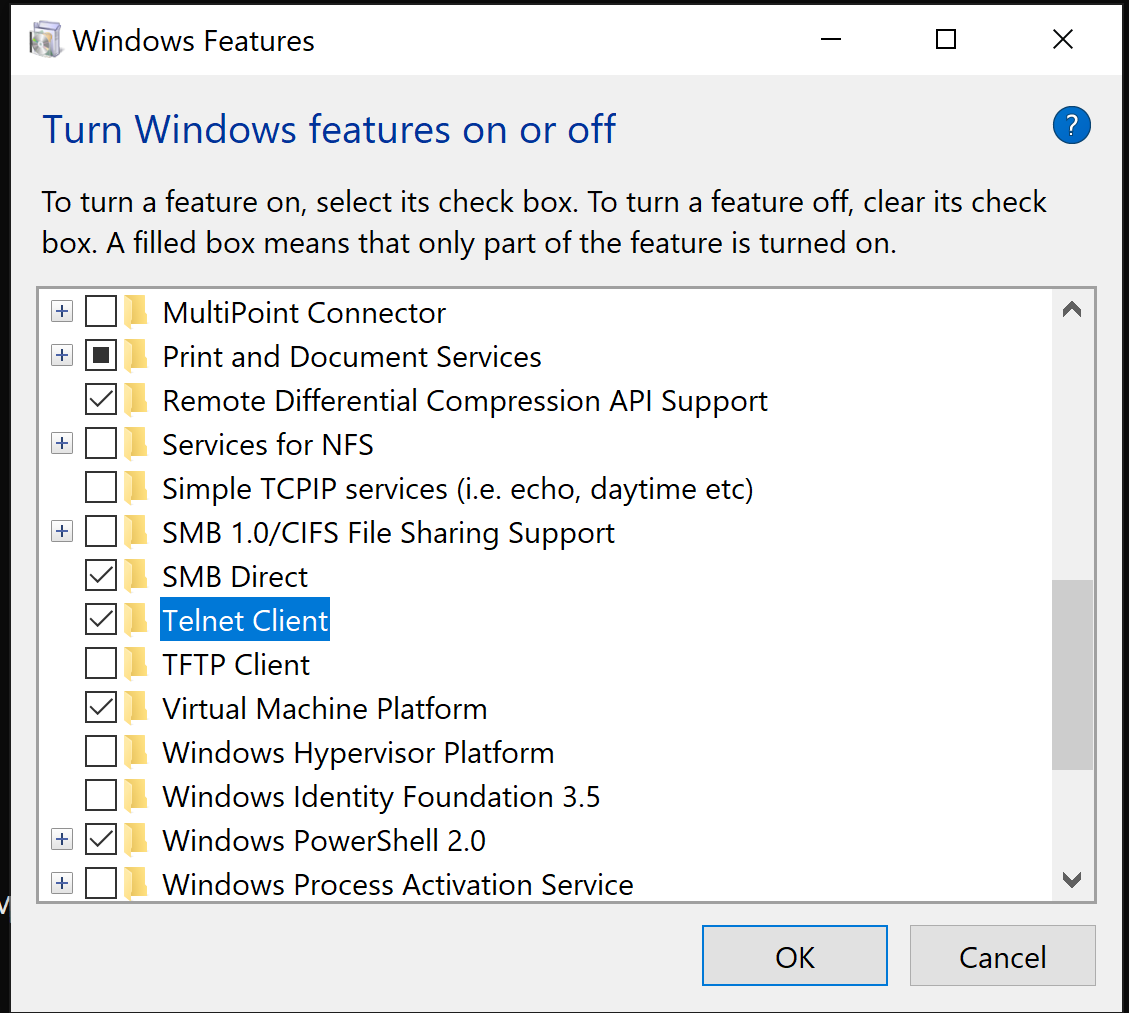 Windows Features
Turn Windows features on or off
?
To turn a feature on, select its check box. To turn a feature off, clear its check
box. A filled box means that only part of the feature is turned on.
MultiPoint Connector
Print and Document Services
Remote Differential Compression API Support
Services for NFS
Simple TCPIP services (i.e. echo, daytime etc)
SMB 1.0/CIFS File Sharing Support
SMB Direct
Telnet Client
TFTP Client
Virtual Machine Platform
Windows Hypervisor Platform
Windows Identity Foundation 3.5
Windows PowerShell 2.0
Windows Process Activation Service
OK Cancel